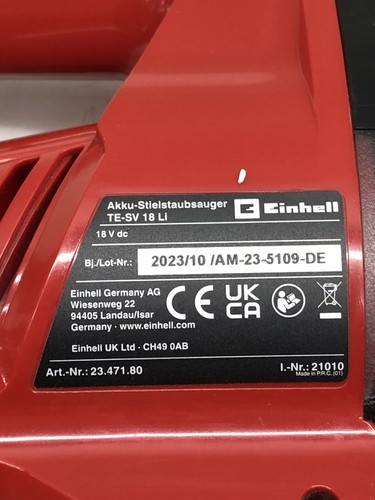 Akku-Stielstaubsauger
TE-SV 18 Li
Einhell
18 V dc
Bj./Lot-Nr.: 2023/10 /AM-23-5109-DE
Einhell Germany AG
Wiesenweg 22
94405 Landau/Isar
Germany · www.einhell.com
CE UK CA
Einhell UK Ltd · CH49 0AB
Art.-Nr.: 23.471.80
I.-Nr.: 21010
Made in P.R.C. (01)